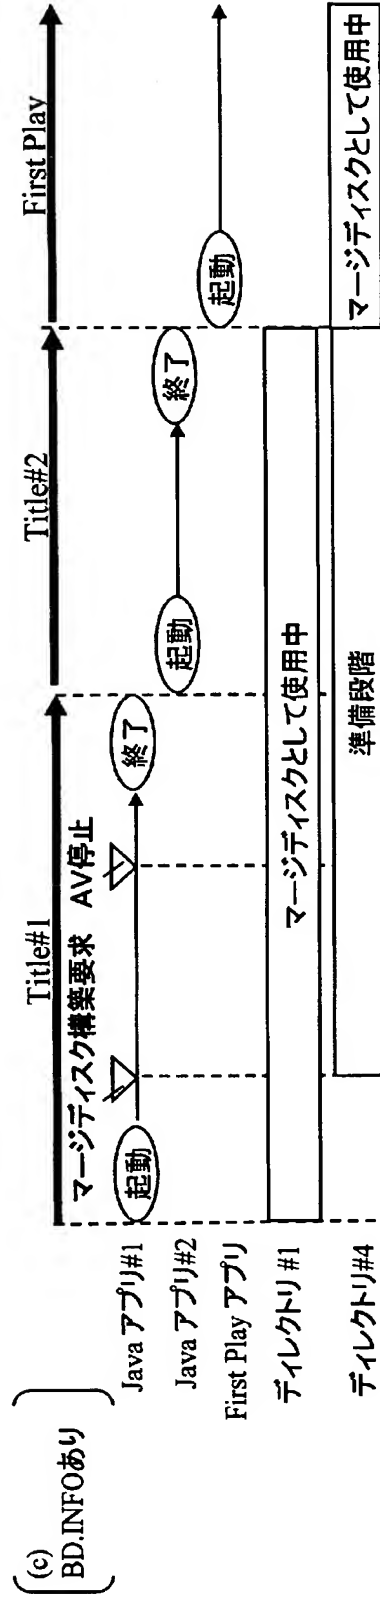 (c)
BD.INFOあり
Title#1
Title#2
First Play
マージディスク構築要求 AV停止
Java アプリ#1
起動
終了
Java アプリ#2
起動
終了
First Play アプリ
起動
ディレクトリ #1
マージディスクとして使用中
ディレクトリ#4
準備段階
マージディスクとして使用中